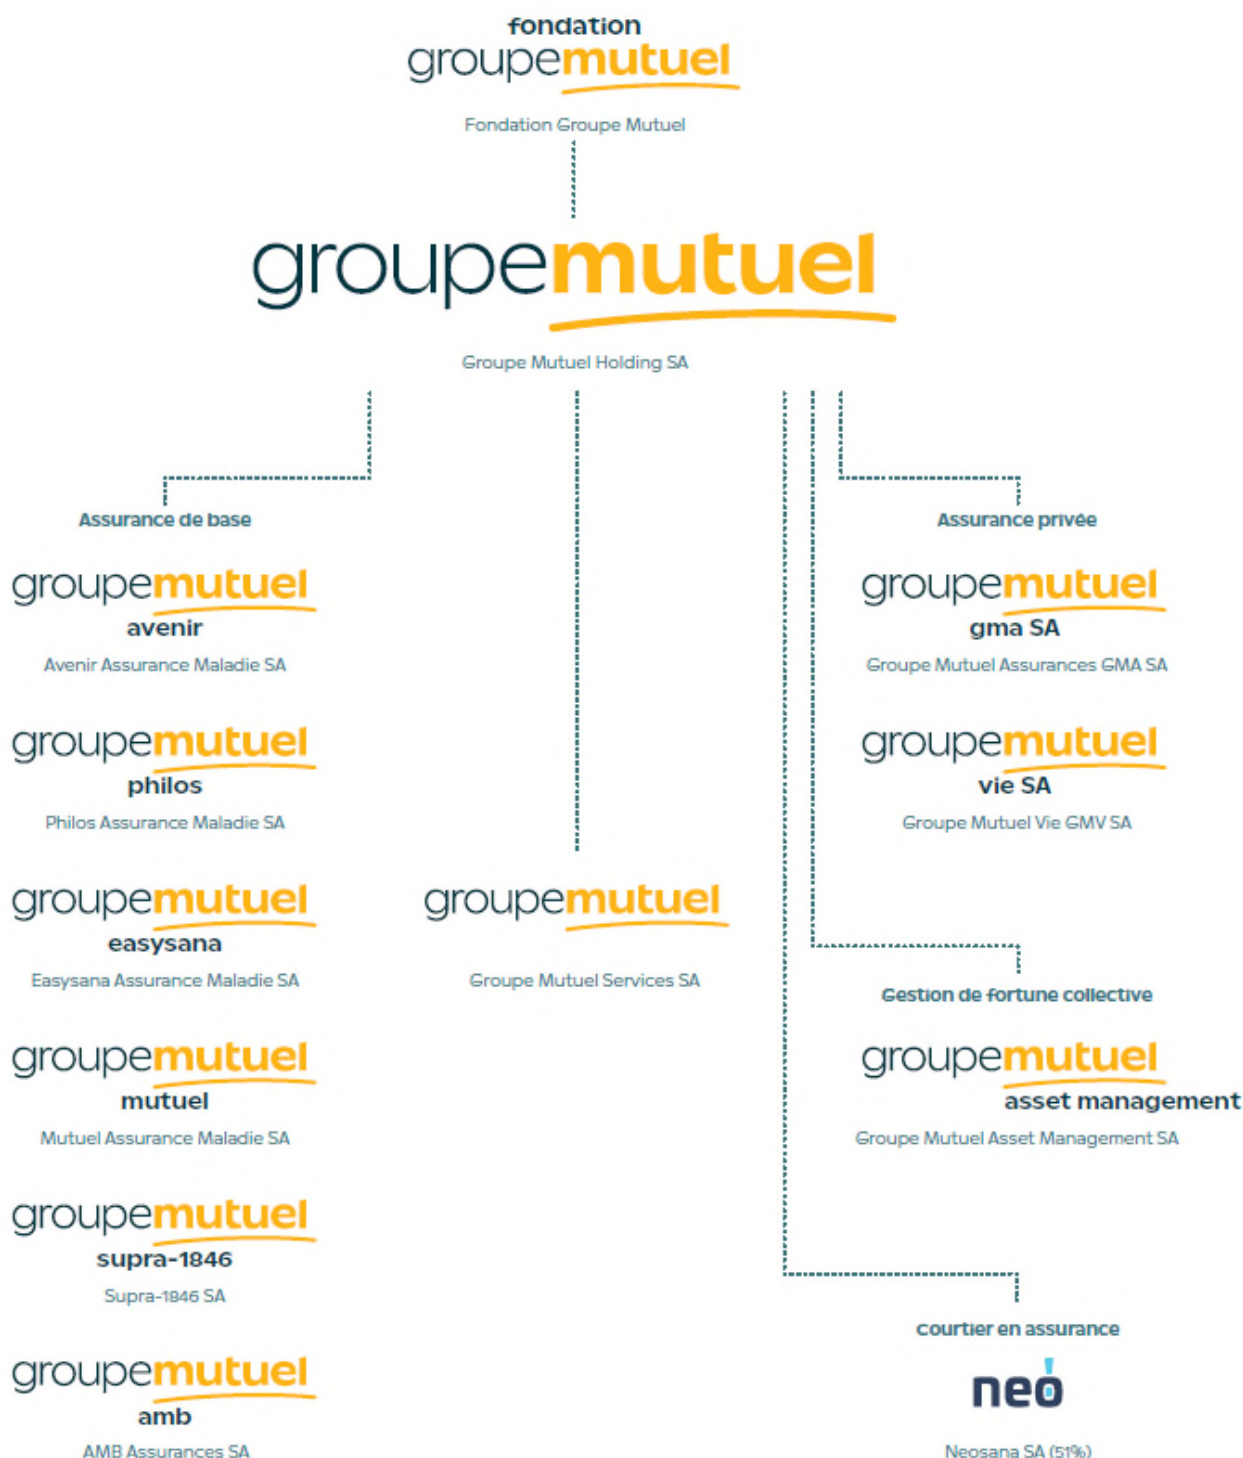 fondation
groupemutuel
Fondation Groupe Mutuel
groupemutuel
Groupe Mutuel Holding SA
Assurance de base
groupemutuel
avenir
Avenir Assurance Maladie SA
groupemutuel
philos
Philos Assurance Maladie SA
groupemutuel
easysana
Easysana Assurance Maladie SA
groupemutuel
mutuel
Mutuel Assurance Maladie SA
groupemutuel
supra-1846
Supra-1846 SA
groupemutuel
amb
AMB Assurances SA
groupemutuel
Groupe Mutuel Services SA
Assurance privée
groupemutuel
gma SA
Groupe Mutuel Assurances GMA SA
groupemutuel
vie SA
Groupe Mutuel Vie GMV SA
Gestion de fortune collective
groupemutuel
asset management
Groupe Mutuel Asset Management SA
Courtier en assurance
neo
Neosana SA (51%)